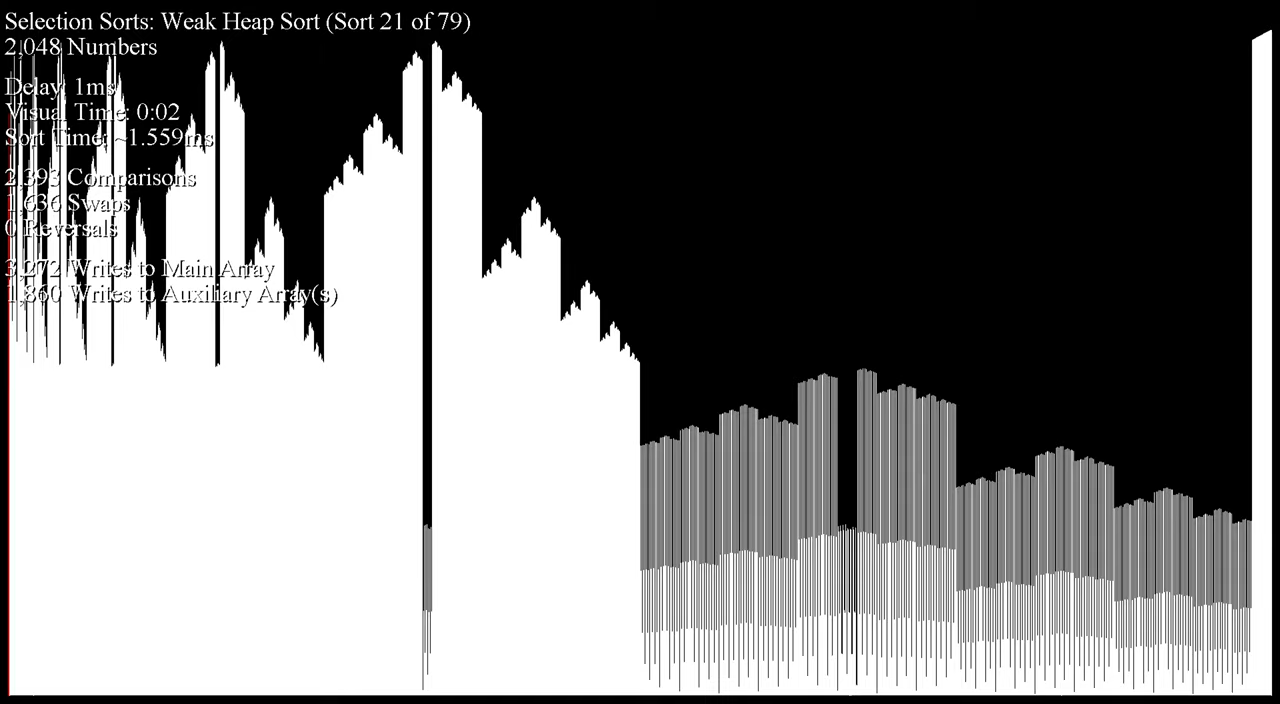 Selection Sorts: Weak Heap Sort (Sort 21 of 79)
2,048 Numbers
Delay: 1ms
Visual Time: 0:02
Sort Time: ~1.559ms
2,393 Comparisons
1,636 Swaps
0 Reversals
3,272 Writes to Main Array
1,860 Writes to Auxiliary Array(s)